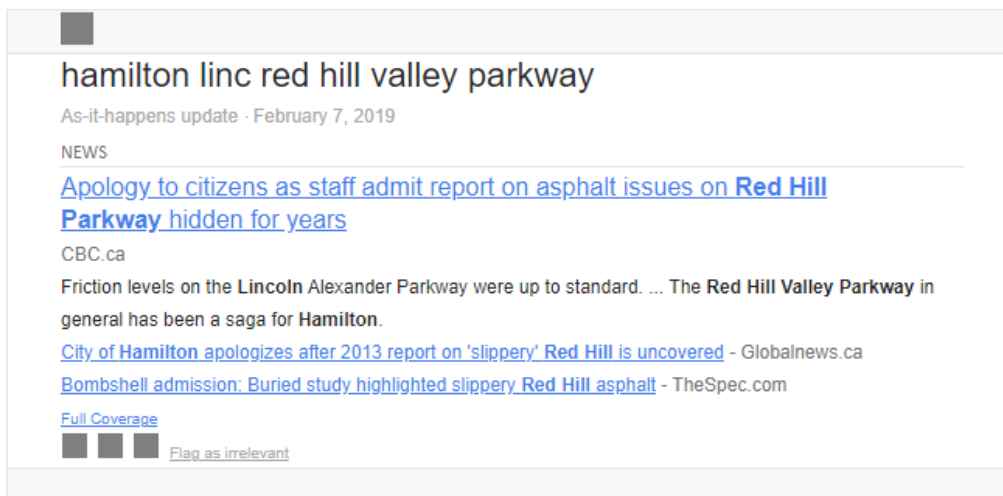 hamilton linc red hill valley parkway
As-it-happens update · February 7, 2019
NEWS
Apology to citizens as staff admit report on asphalt issues on Red Hill
Parkway hidden for years
CBC.ca
Friction levels on the Lincoln Alexander Parkway were up to standard. ... The Red Hill Valley Parkway in
general has been a saga for Hamilton.
City of Hamilton apologizes after 2013 report on 'slippery' Red Hill is uncovered - Globalnews.ca
Bombshell admission: Buried study highlighted slippery Red Hill asphalt - TheSpec.com
Full Coverage
Flag as irrelevant